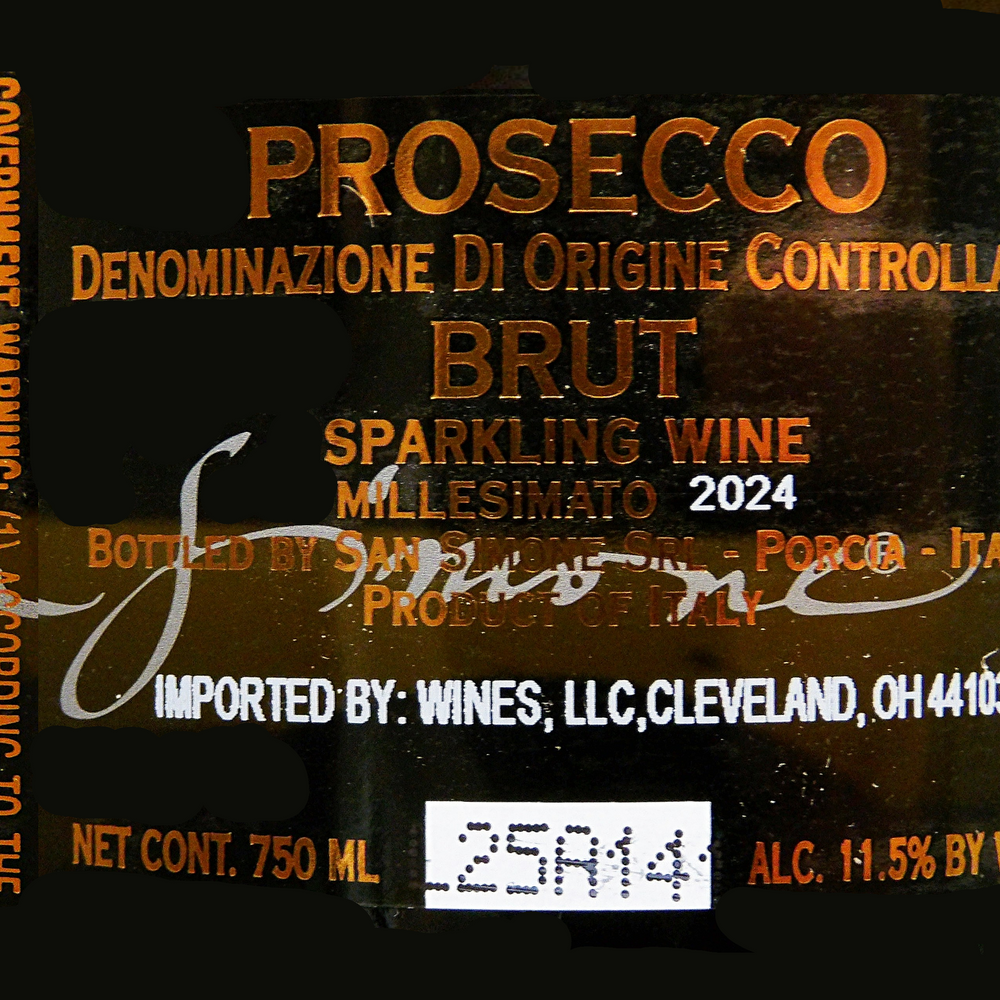 GOVERNMENT WARNING: (1) ACCORDING TO THE
PROSECCO
DENOMINAZIONE DI ORIGINE CONTROLLA
BRUT
SPARKLING WINE
MILLESIMATO 2024
BOTTLED BY SAN SIMONE SRL - PORCIA - ITA
Simone ®
PRODUCT OF ITALY
IMPORTED BY: WINES, LLC, CLEVELAND, OH 44103
NET CONT. 750 ML
25A14
ALC. 11.5% BY